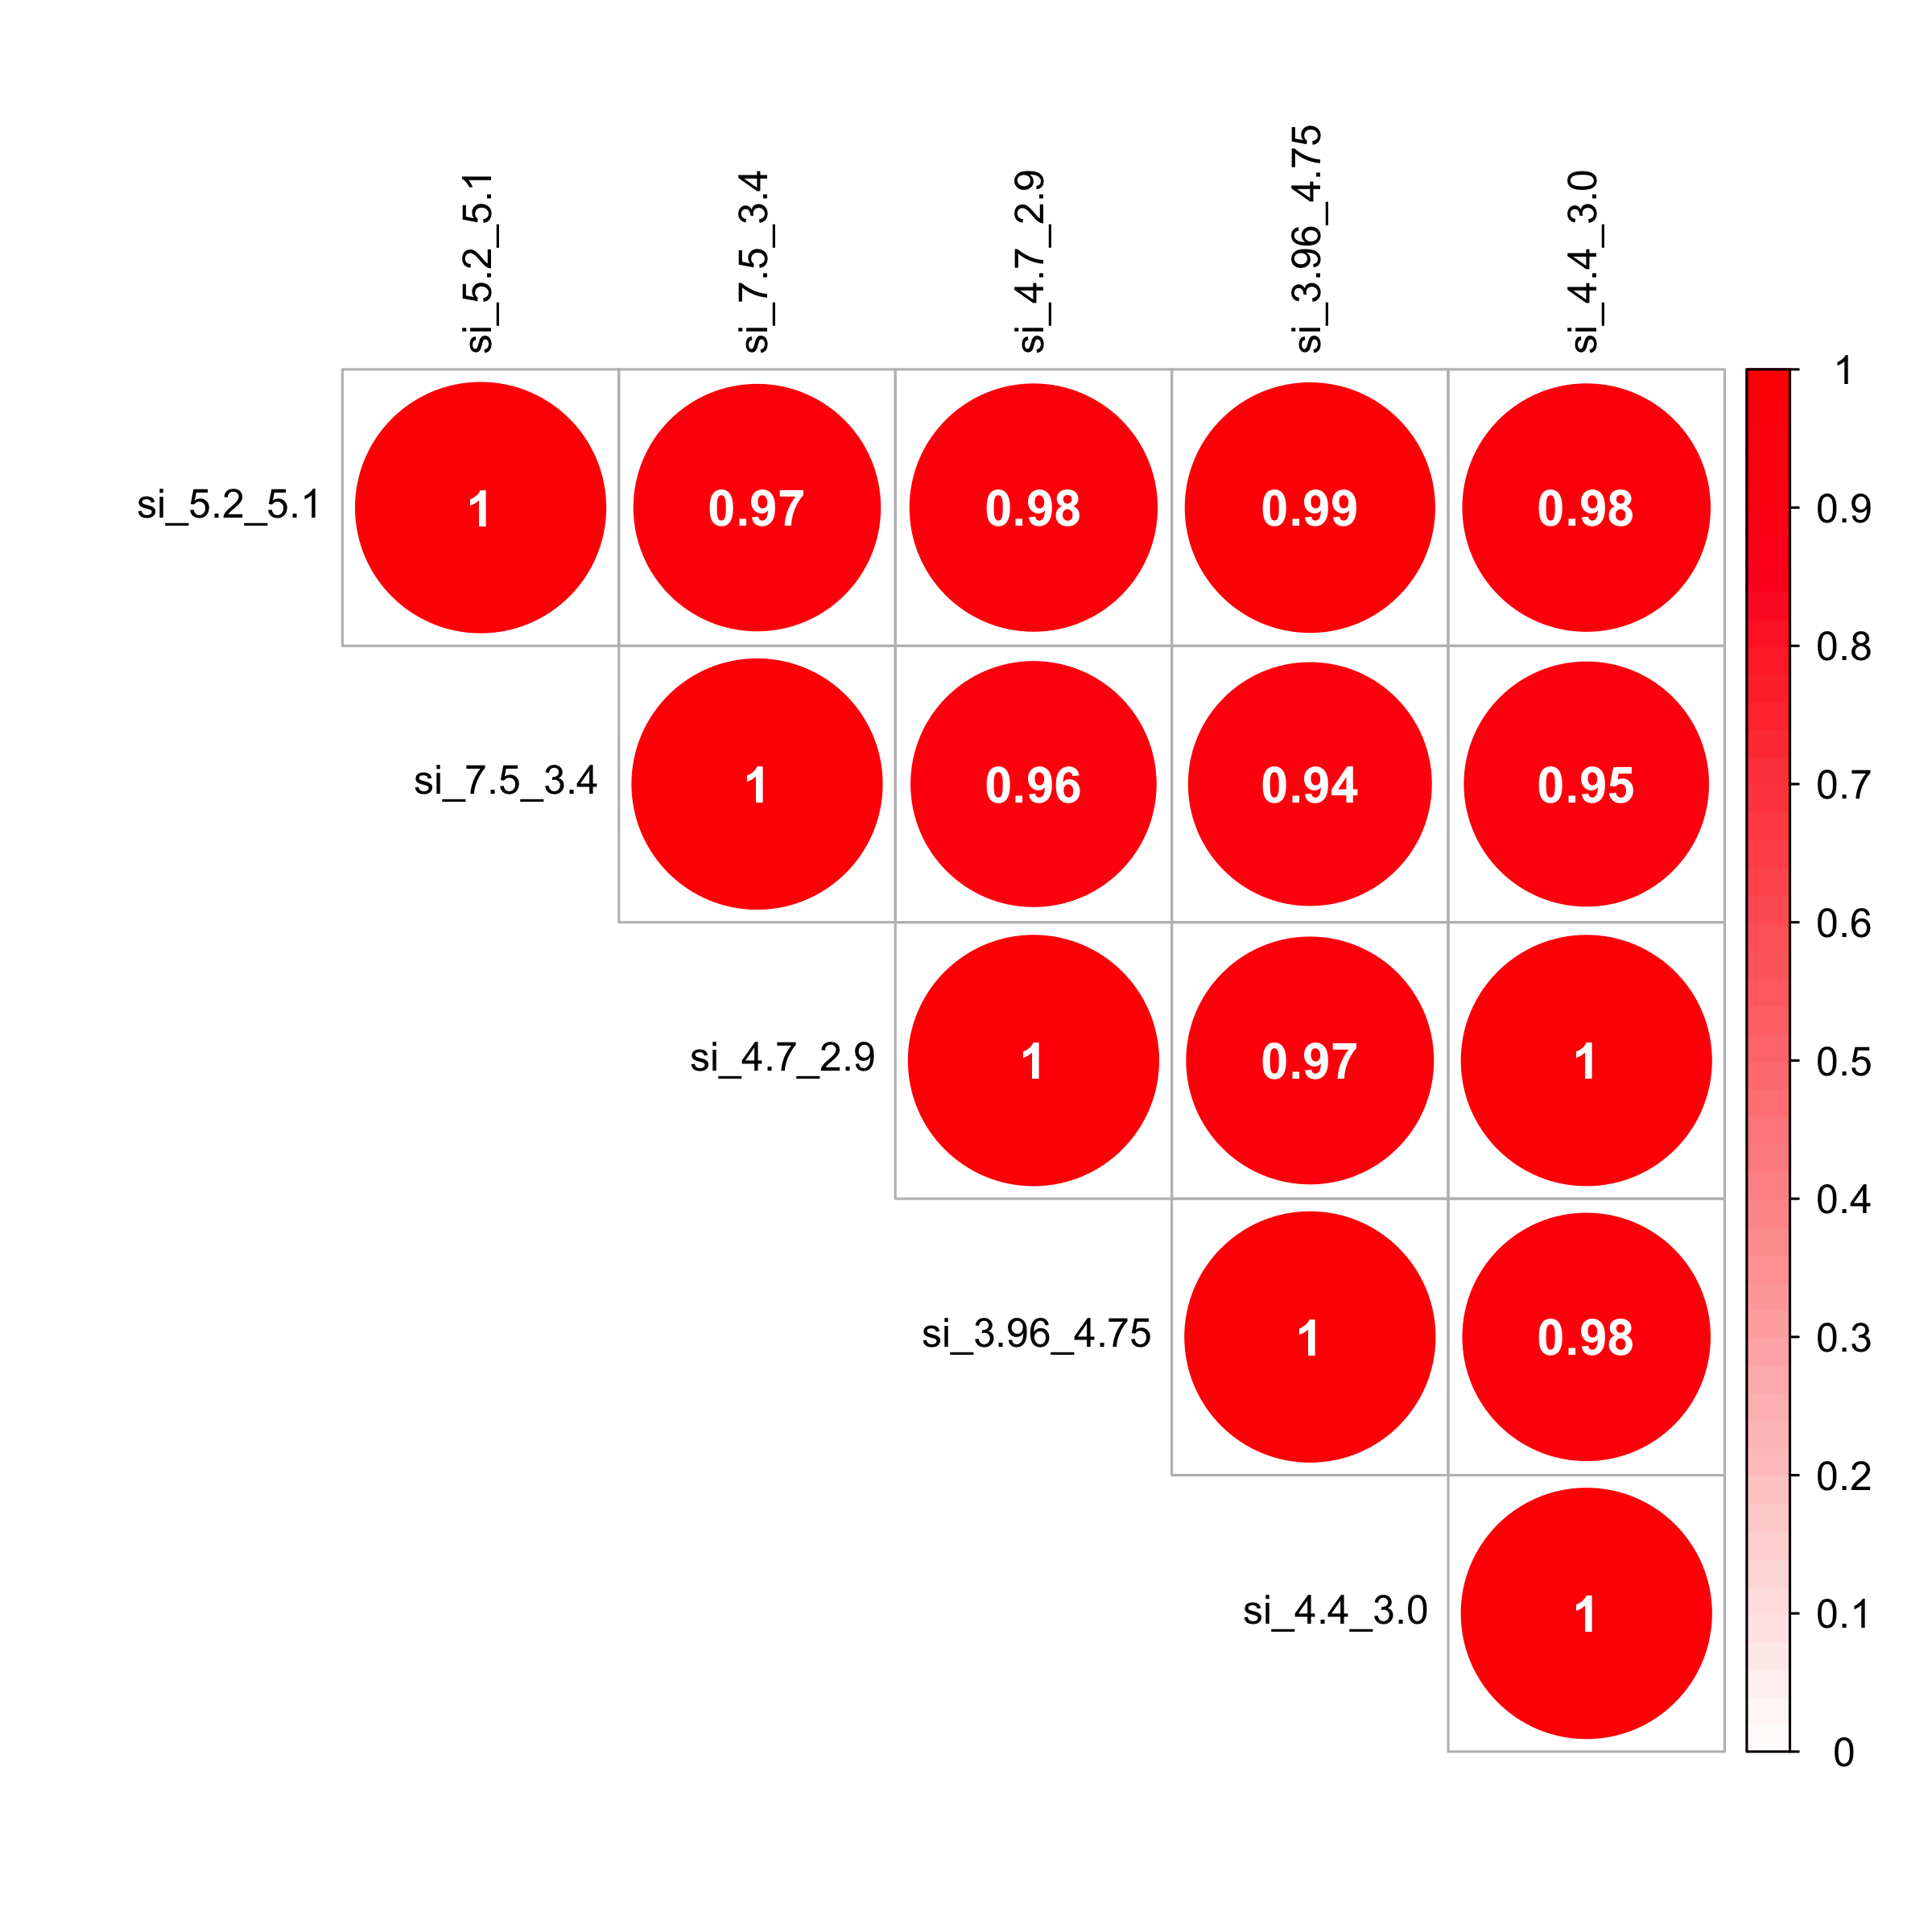 si_5.2_5.1
si_7.5_3.4
si_4.7_2.9
si_3.96_4.75
si_4.4_3.0
si_5.2_5.1 1 0.97 0.98 0.99 0.98
si_7.5_3.4 1 0.96 0.94 0.95
si_4.7_2.9 1 0.97 1
si_3.96_4.75 1 0.98
si_4.4_3.0 1
1
0.9
0.8
0.7
0.6
0.5
0.4
0.3
0.2
0.1
0